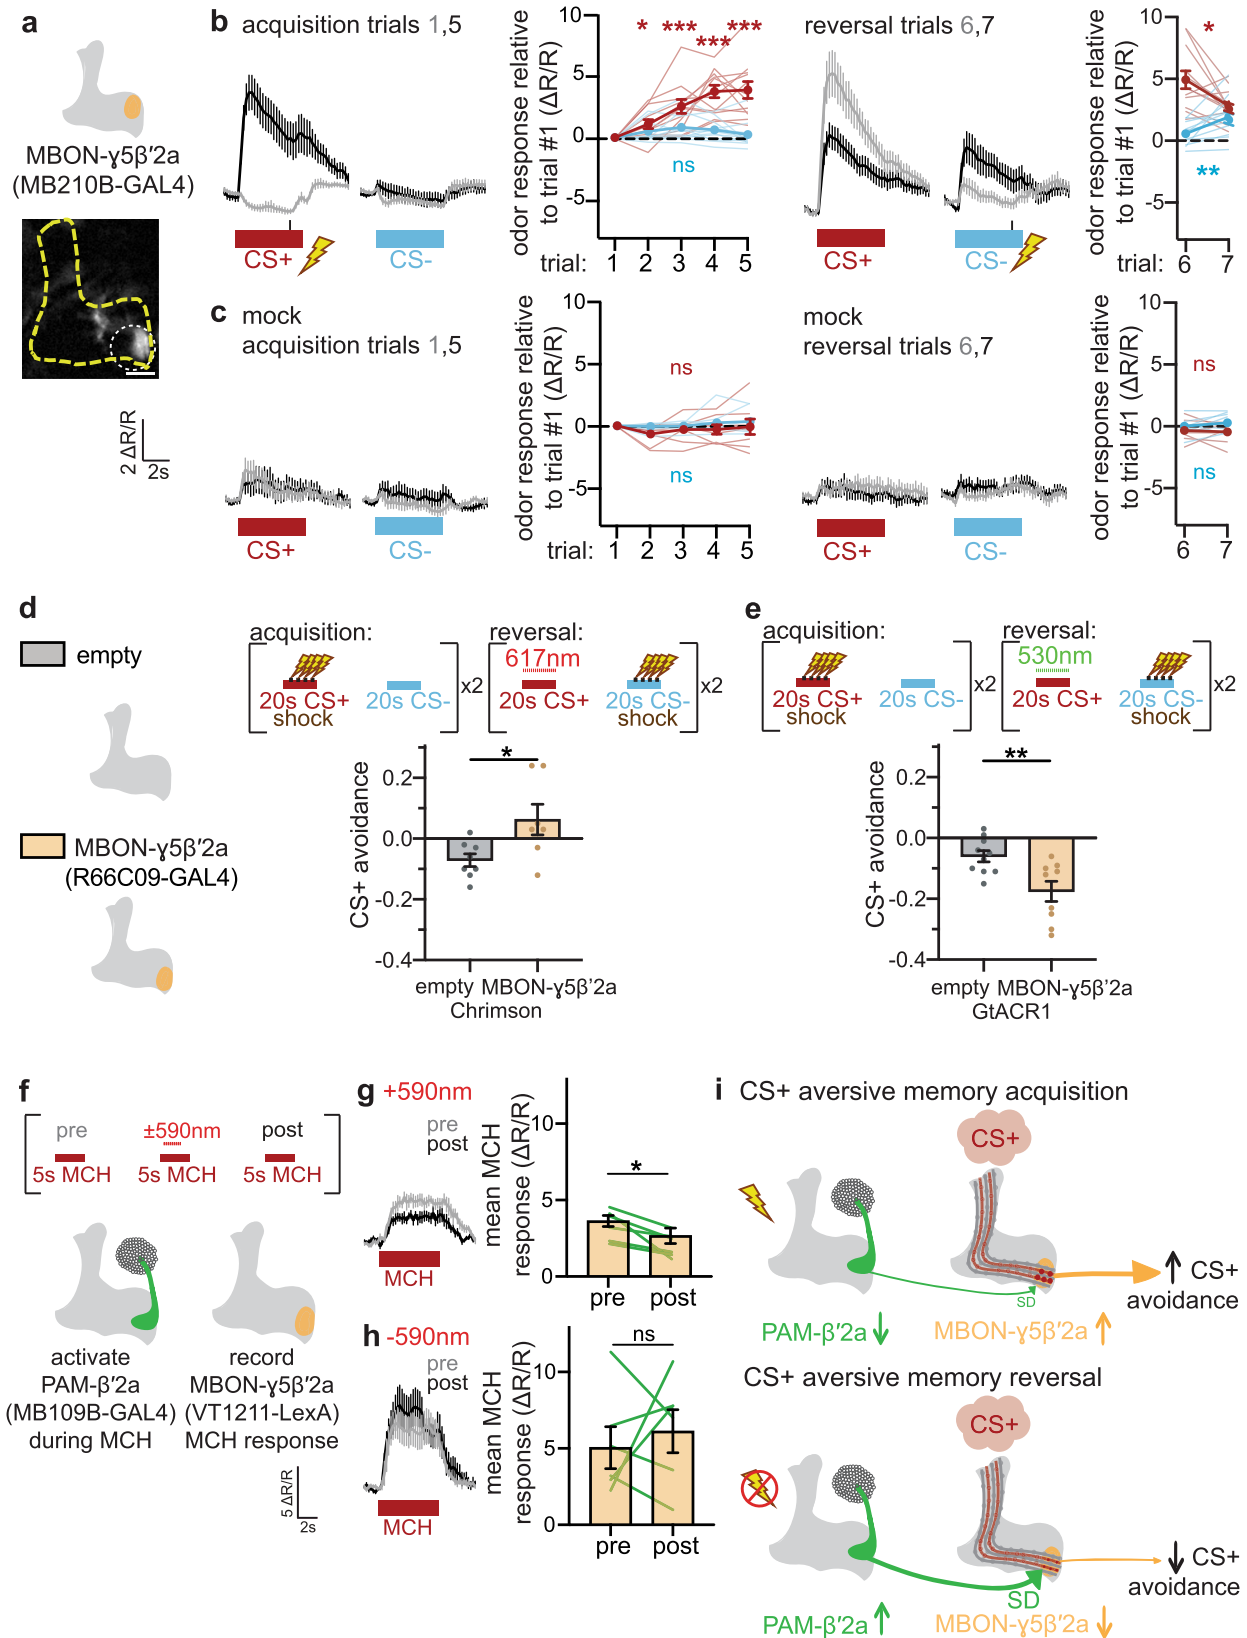 a
MBON-ɣ5β′2a
(MB210B-GAL4)
2 ΔR/R
2s
b
acquisition trials 1,5
CS+
CS-
odor response relative
to trial #1 (ΔR/R)
10
5
0
-5
*
***
***
***
ns
trial: 1 2 3 4 5
reversal trials 6,7
CS+
CS-
odor response relative
to trial #1 (ΔR/R)
10
5
0
-5
*
**
trial: 6 7
c
mock
acquisition trials 1,5
CS+
CS-
odor response relative
to trial #1 (ΔR/R)
10
5
0
-5
ns
ns
trial: 1 2 3 4 5
mock
reversal trials 6,7
CS+
CS-
odor response relative
to trial #1 (ΔR/R)
10
5
0
-5
ns
ns
6 7
d
empty
MBON-ɣ5β′2a
(R66C09-GAL4)
acquisition:
20s CS+
shock
20s CS-
x2
reversal:
617nm
20s CS+
20s CS-
shock
x2
CS+ avoidance
0.2
0.0
-0.2
-0.4
*
empty MBON-ɣ5β'2a
Chrimson
e
acquisition:
20s CS+
shock
20s CS-
x2
reversal:
530nm
20s CS+
20s CS-
shock
x2
CS+ avoidance
0.2
0.0
-0.2
-0.4
**
empty MBON-ɣ5β'2a
GtACR1
f
pre
±590nm
post
5s MCH
5s MCH
5s MCH
activate
PAM-β′2a
(MB109B-GAL4)
during MCH
record
MBON-ɣ5β′2a
(VT1211-LexA)
MCH response
5 ΔR/R
2s
g
+590nm
pre
post
MCH
mean MCH
response (ΔR/R)
10
5
0
*
pre post
h
-590nm
pre
post
MCH
mean MCH
response (ΔR/R)
10
5
0
ns
pre post
i
CS+ aversive memory acquisition
CS+
SD
CS+
avoidance
PAM-β′2a
MBON-ɣ5β′2a
CS+ aversive memory reversal
CS+
SD
CS+
avoidance
PAM-β′2a
MBON-ɣ5β′2a